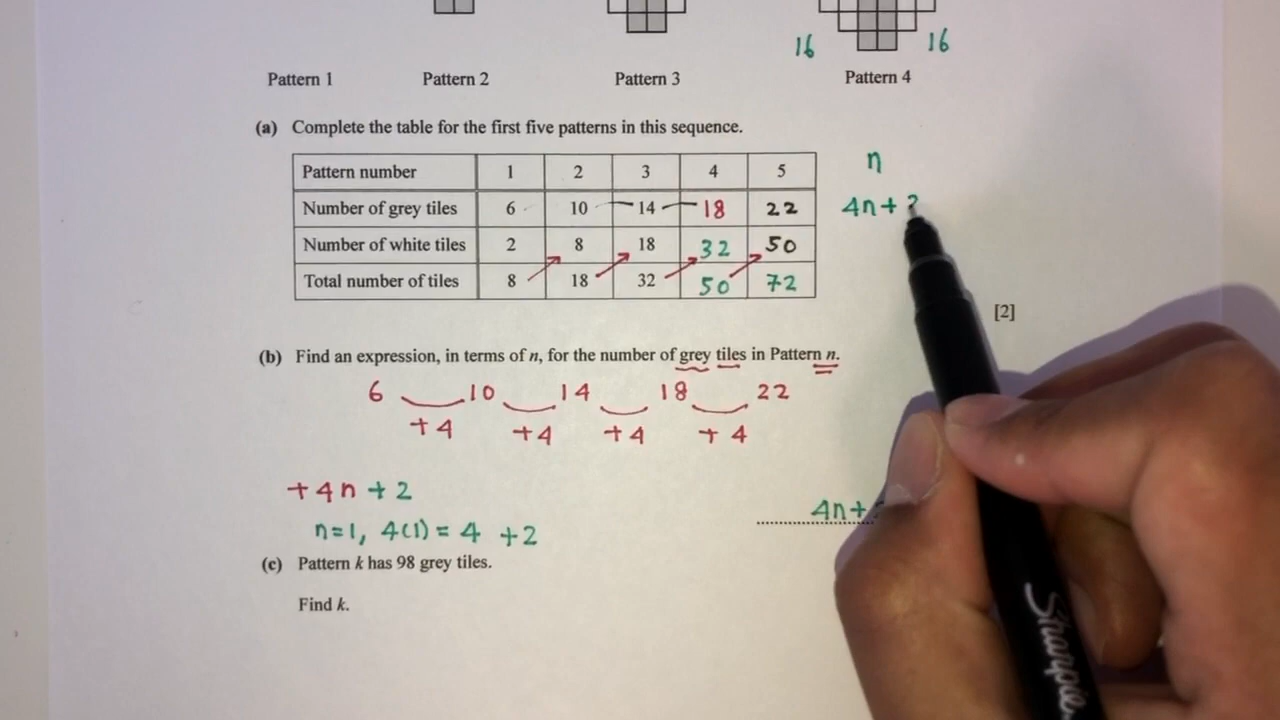 16 16
Pattern 1 Pattern 2 Pattern 3 Pattern 4
(a) Complete the table for the first five patterns in this sequence.
n
Pattern number 1 2 3 4 5
Number of grey tiles 6 10 14 18 22 4n+
Number of white tiles 2 8 18 32 50
Total number of tiles 8 18 32 50 72
[2]
(b) Find an expression, in terms of n, for the number of grey tiles in Pattern n.
6 10 14 18 22
+4 +4 +4 +4
+4n+2
4n+
n=1, 4(1)=4 +2
(c) Pattern k has 98 grey tiles.
Find k.
Sharpie